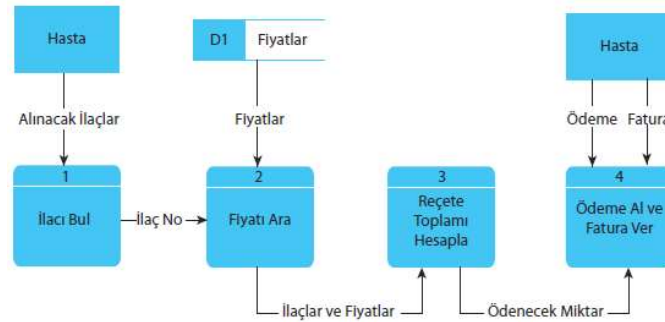 Hasta
D1 Fiyatlar
Hasta
Alınacak İlaçlar
Fiyatlar
Ödeme Fatura
1
İlacı Bul
İlaç No
2
Fiyatı Ara
3
Reçete
Toplamı
Hesapla
4
Ödeme Al ve
Fatura Ver
İlaçlar ve Fiyatlar
Ödenecek Miktar